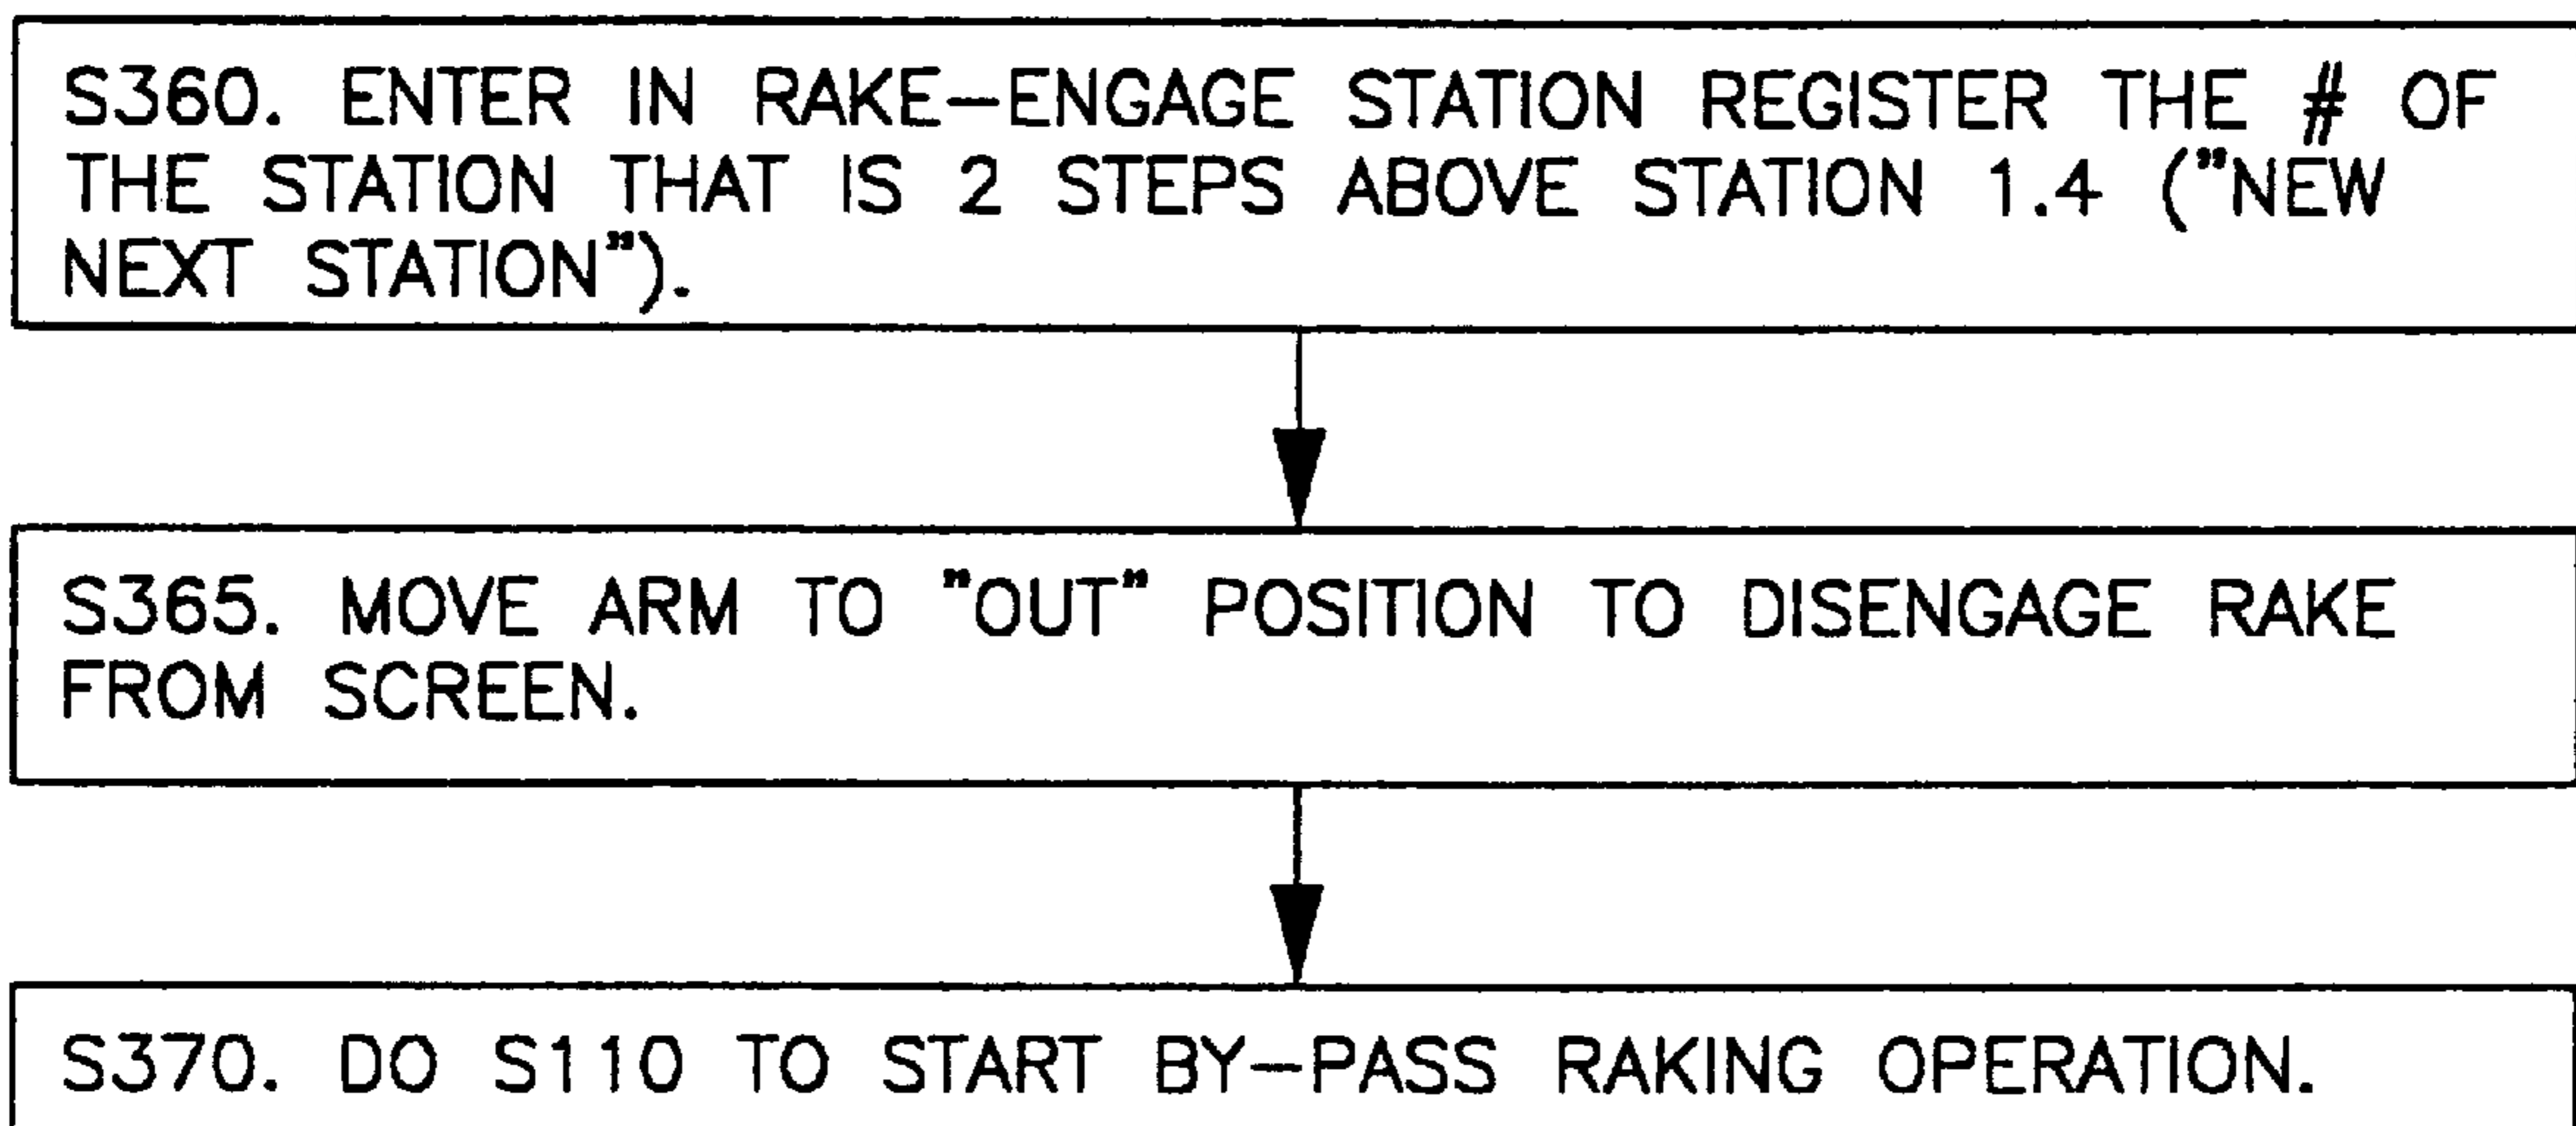 S360. ENTER IN RAKE–ENGAGE STATION REGISTER THE # OF
THE STATION THAT IS 2 STEPS ABOVE STATION 1.4 ("NEW
NEXT STATION").
S365. MOVE ARM TO "OUT" POSITION TO DISENGAGE RAKE
FROM SCREEN.
S370. DO S110 TO START BY–PASS RAKING OPERATION.